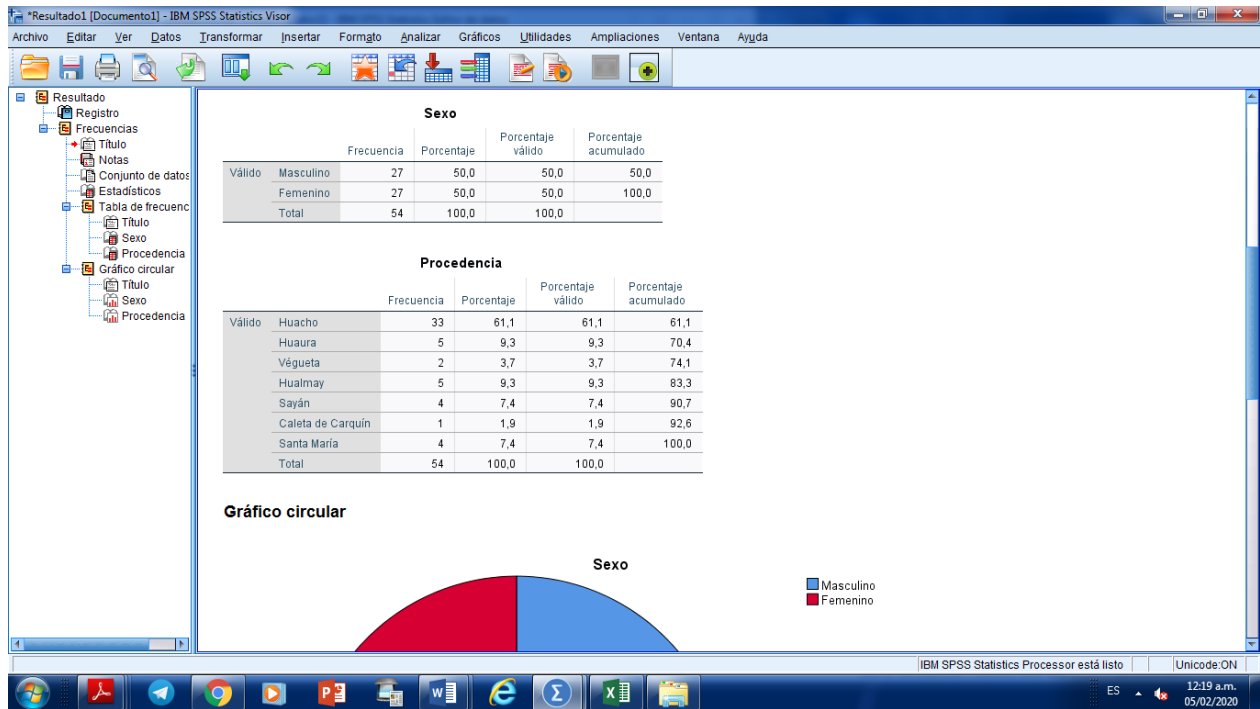 *Resultado1 [Documento1] - IBM SPSS Statistics Visor
Archivo Editar Ver Datos Transformar Insertar Formato Analizar Gráficos Utilidades Ampliaciones Ventana Ayuda
Resultado
Registro
Frecuencias
Título
Notas
Conjunto de datos
Estadísticos
Tabla de frecuenc
Título
Sexo
Procedencia
Gráfico circular
Título
Sexo
Procedencia
Sexo
Frecuencia Porcentaje Porcentaje válido Porcentaje acumulado
Válido Masculino 27 50,0 50,0 50,0
Femenino 27 50,0 50,0 100,0
Total 54 100,0 100,0
Procedencia
Frecuencia Porcentaje Porcentaje válido Porcentaje acumulado
Válido Huacho 33 61,1 61,1 61,1
Huaura 5 9,3 9,3 70,4
Végueta 2 3,7 3,7 74,1
Hualmay 5 9,3 9,3 83,3
Sayán 4 7,4 7,4 90,7
Caleta de Carquín 1 1,9 1,9 92,6
Santa María 4 7,4 7,4 100,0
Total 54 100,0 100,0
Gráfico circular
Sexo
Masculino
Femenino
IBM SPSS Statistics Processor está listo Unicode:ON
ES 12:19 a.m.
05/02/2020